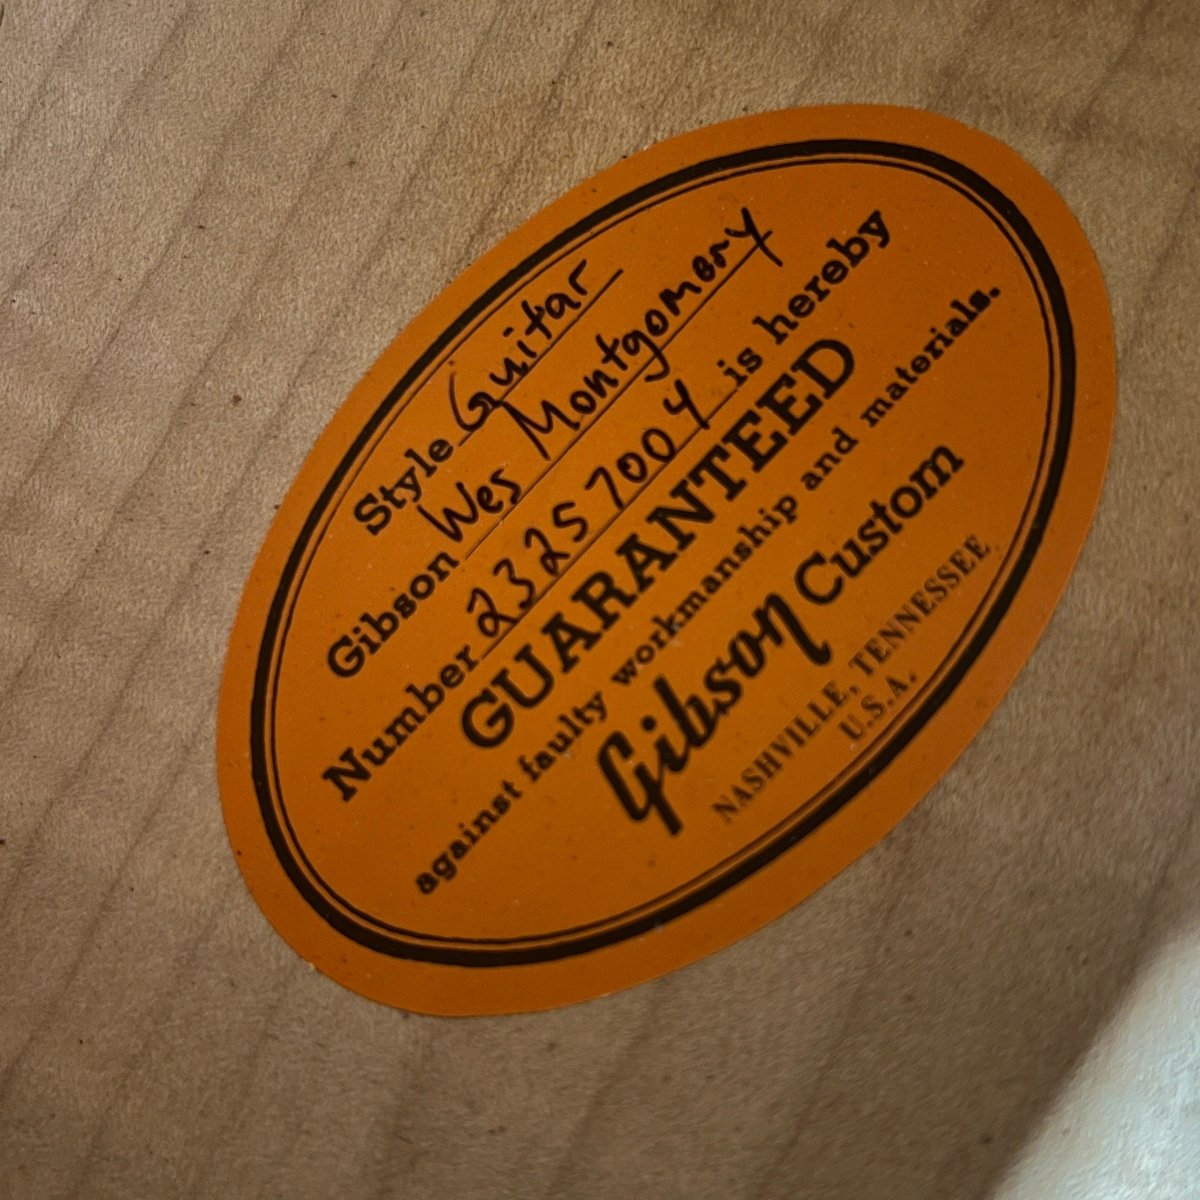 Style Guitar
Gibson Wes Montgomery
Number 23257004 is hereby
GUARANTEED
against faulty workmanship and materials.
Gibson Custom
NASHVILLE, TENNESSEE
U.S.A.